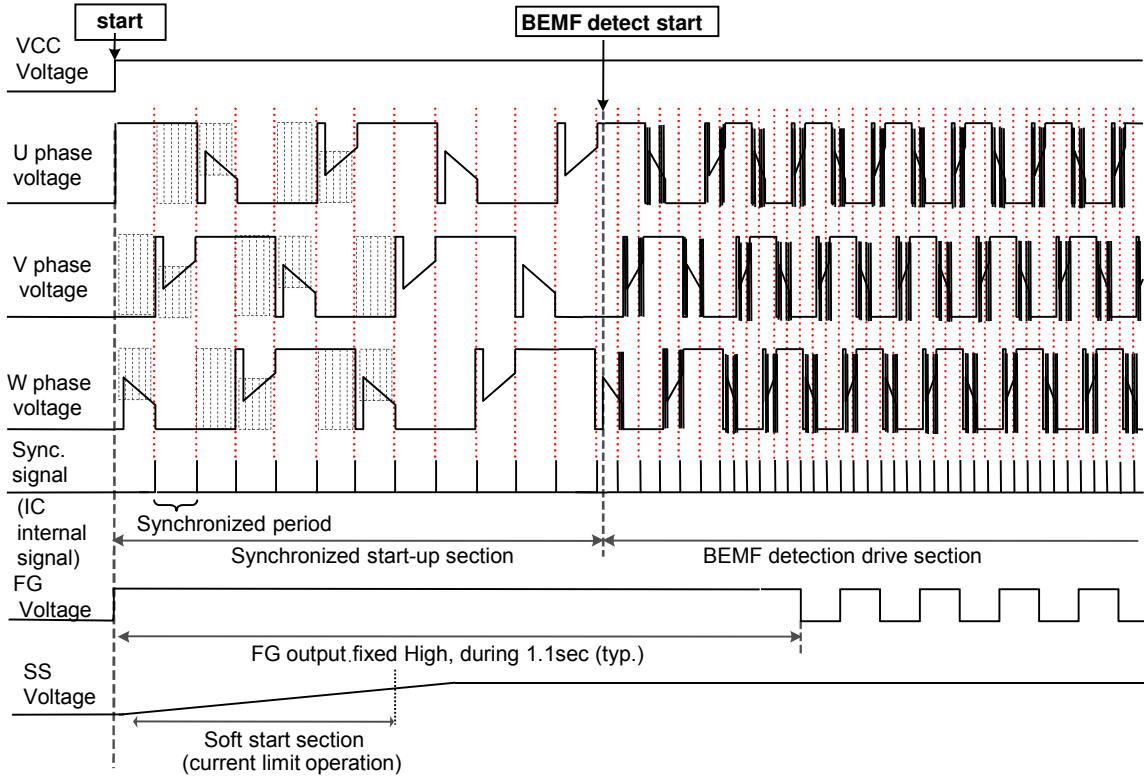 start
BEMF detect start
VCC
Voltage
U phase
voltage
V phase
voltage
W phase
voltage
Sync.
signal
(IC
internal
signal)
Synchronized period
Synchronized start-up section
BEMF detection drive section
FG
Voltage
FG output fixed High, during 1.1sec (typ.)
SS
Voltage
Soft start section
(current limit operation)